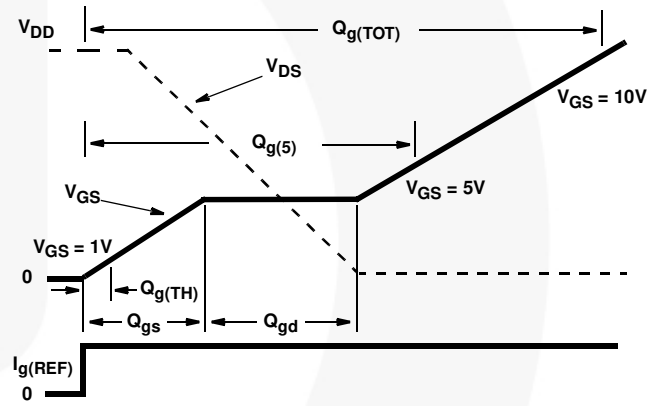 V_DD
Q_g(TOT)
V_DS
V_GS = 10V
Q_g(5)
V_GS
V_GS = 5V
V_GS = 1V
0
Q_g(TH)
Q_gs
Q_gd
I_g(REF)
0